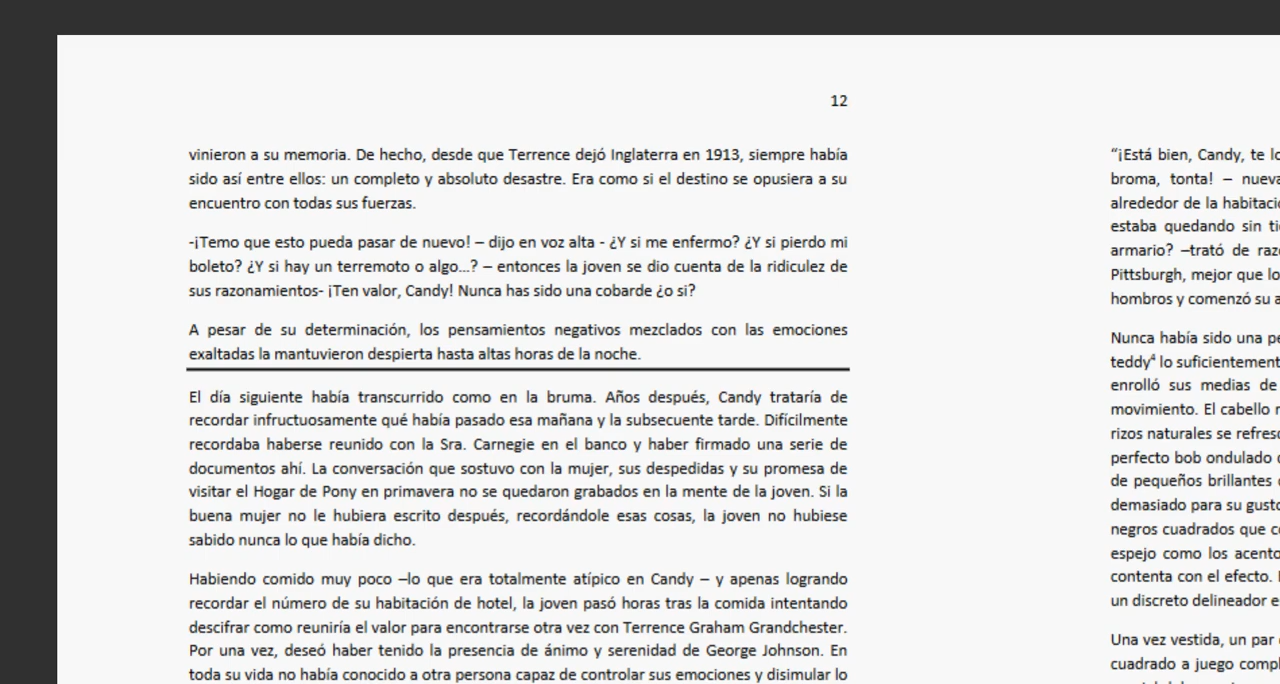 12
vinieron a su memoria. De hecho, desde que Terrence dejó Inglaterra en 1913, siempre había
sido así entre ellos: un completo y absoluto desastre. Era como si el destino se opusiera a su
encuentro con todas sus fuerzas.
-¡Temo que esto pueda pasar de nuevo! – dijo en voz alta - ¿Y si me enfermo? ¿Y si pierdo mi
boleto? ¿Y si hay un terremoto o algo...? – entonces la joven se dio cuenta de la ridiculez de
sus razonamientos- ¡Ten valor, Candy! Nunca has sido una cobarde ¿o si?
A pesar de su determinación, los pensamientos negativos mezclados con las emociones
exaltadas la mantuvieron despierta hasta altas horas de la noche.
El día siguiente había transcurrido como en la bruma. Años después, Candy trataría de
recordar infructuosamente qué había pasado esa mañana y la subsecuente tarde. Difícilmente
recordaba haberse reunido con la Sra. Carnegie en el banco y haber firmado una serie de
documentos ahí. La conversación que sostuvo con la mujer, sus despedidas y su promesa de
visitar el Hogar de Pony en primavera no se quedaron grabados en la mente de la joven. Si la
buena mujer no le hubiera escrito después, recordándole esas cosas, la joven no hubiese
sabido nunca lo que había dicho.
Habiendo comido muy poco –lo que era totalmente atípico en Candy – y apenas logrando
recordar el número de su habitación de hotel, la joven pasó horas tras la comida intentando
descifrar como reuniría el valor para encontrarse otra vez con Terrence Graham Grandchester.
Por una vez, deseó haber tenido la presencia de ánimo y serenidad de George Johnson. En
toda su vida no había conocido a otra persona capaz de controlar sus emociones y disimular lo
“¡Está bien, Candy, te
broma, tonta! – nueva
alrededor de la
estaba quedando sin
armario? –trató de
Pittsburgh, mejor que
hombros y comenzó su
Nunca había sido una
teddy⁴ lo
enrolló sus medias de
movimiento. El cabello
rizos naturales se
perfecto bob ondulado
de pequeños brillantes
demasiado para su
negros cuadrados que
espejo como los
contenta con el efecto.
un discreto delineador
Una vez vestida, un par
cuadrado a juego